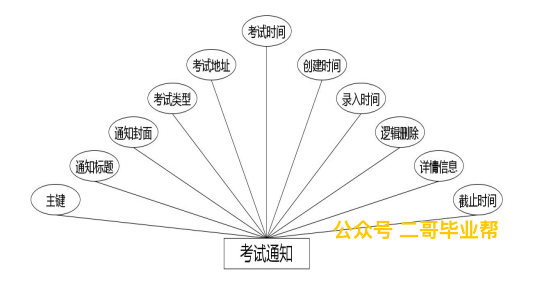 考试时间
考试地址
创建时间
考试类型
录入时间
通知封面
逻辑删除
通知标题
详情信息
主键
截止时间
公众号 二哥毕业帮
考试通知